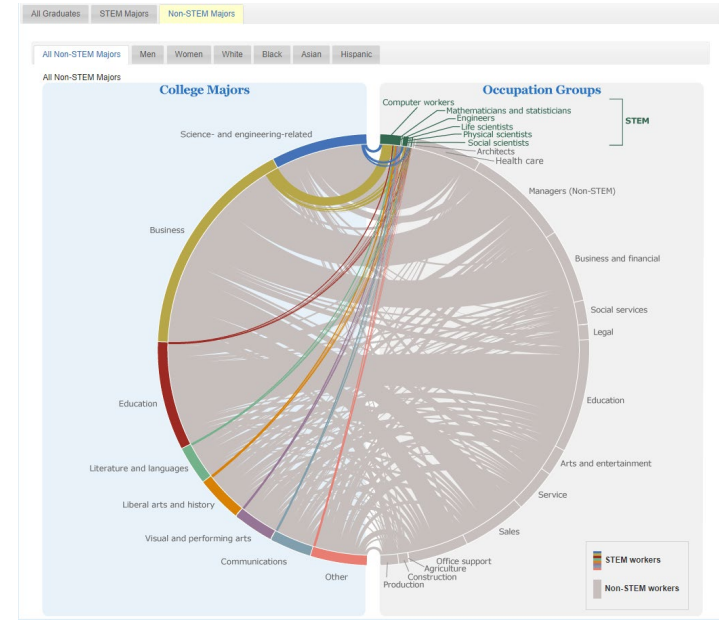 All Graduates STEM Majors Non-STEM Majors
All Non-STEM Majors Men Women White Black Asian Hispanic
All Non-STEM Majors
College Majors
Occupation Groups
Computer workers
Mathematicians and statisticians
Engineers
Life scientists
Physical scientists
Social scientists
STEM
Architects
Health care
Science- and engineering-related
Managers (Non-STEM)
Business
Business and financial
Social services
Legal
Education
Education
Literature and languages
Arts and entertainment
Liberal arts and history
Service
Visual and performing arts
Sales
Communications
Office support
Agriculture
Other
Construction
Production
STEM workers
Non-STEM workers